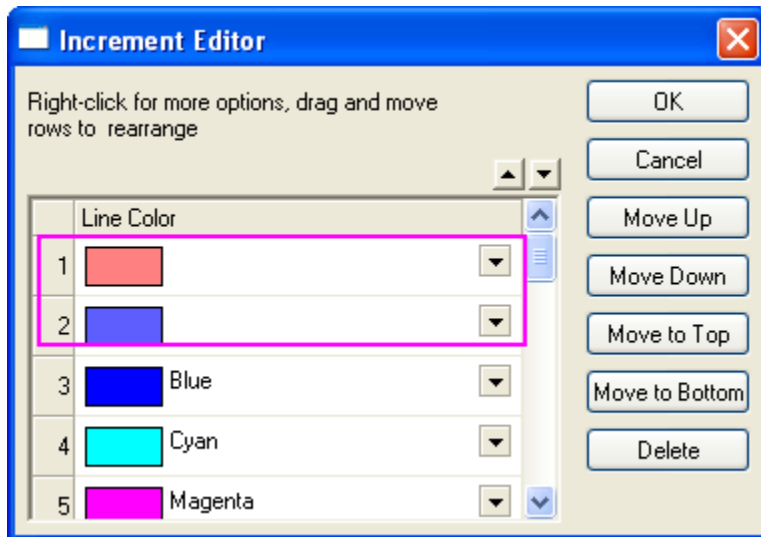 Increment Editor
Right-click for more options, drag and move
rows to rearrange
OK
Cancel
Move Up
Move Down
Move to Top
Move to Bottom
Delete
Line Color
1
2
3 Blue
4 Cyan
5 Magenta